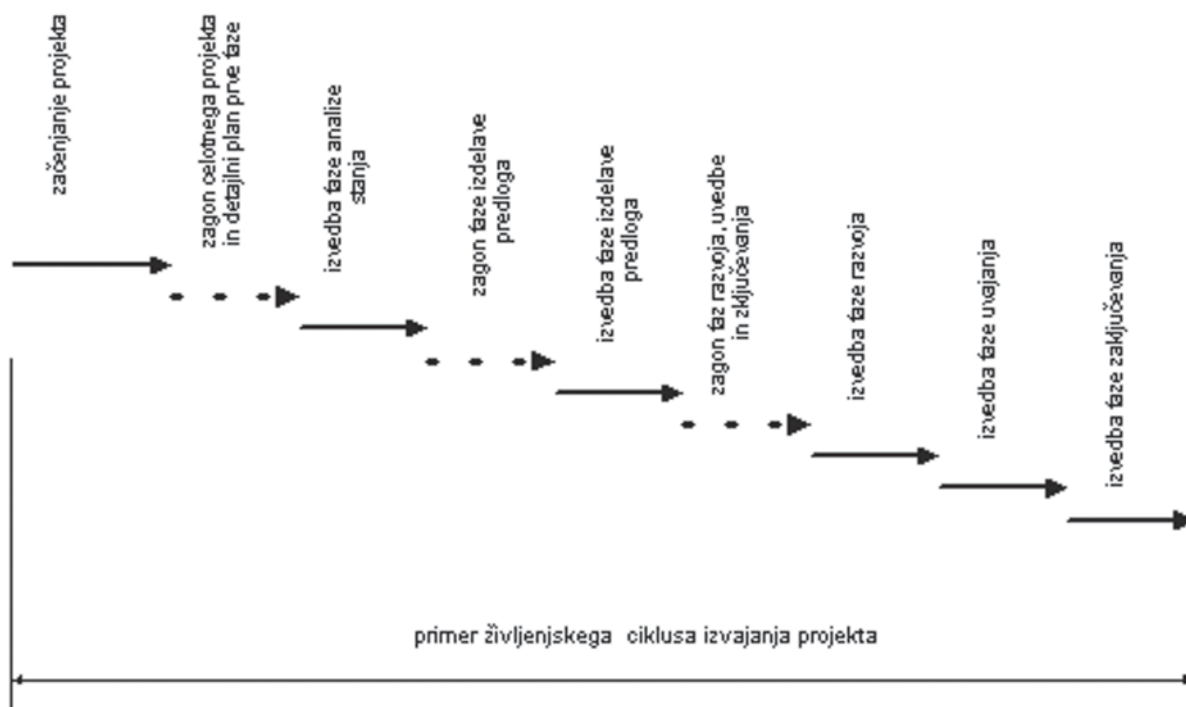 začenjanje projekta
zagon celotnega projekta
in detajlni plan prve faze
izvedba faze analize
stanja
zagon faze izdelave
predloga
izvedba faze izdelave
predloga
zagon faz razvoja, uvedbe
in zključevanja
izvedba faze razvoja
izvedba faze uvajanja
izvedba faze zaključevanja
primer življenjskega ciklusa izvajanja projekta